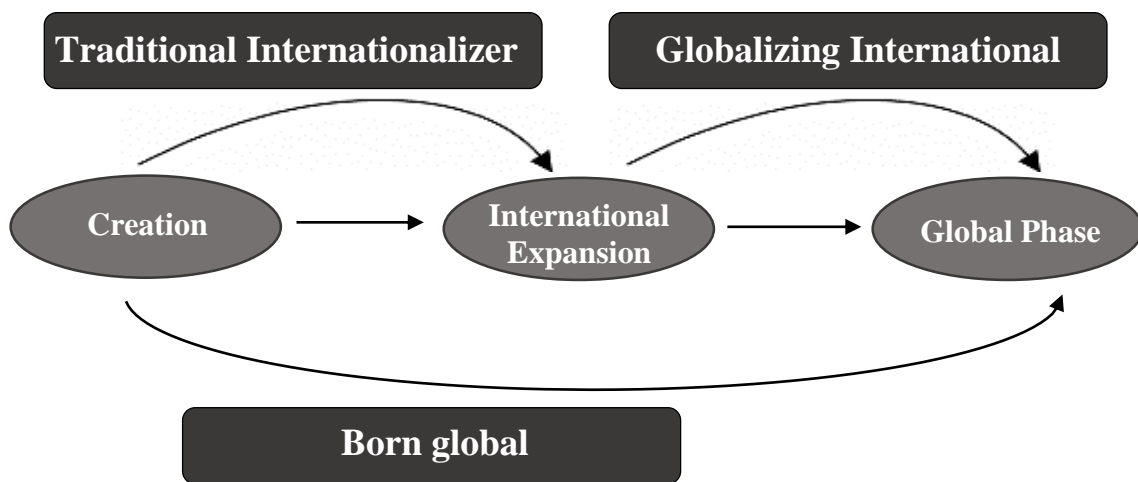 Traditional Internationalizer
Globalizing International
Creation
International
Expansion
Global Phase
Born global